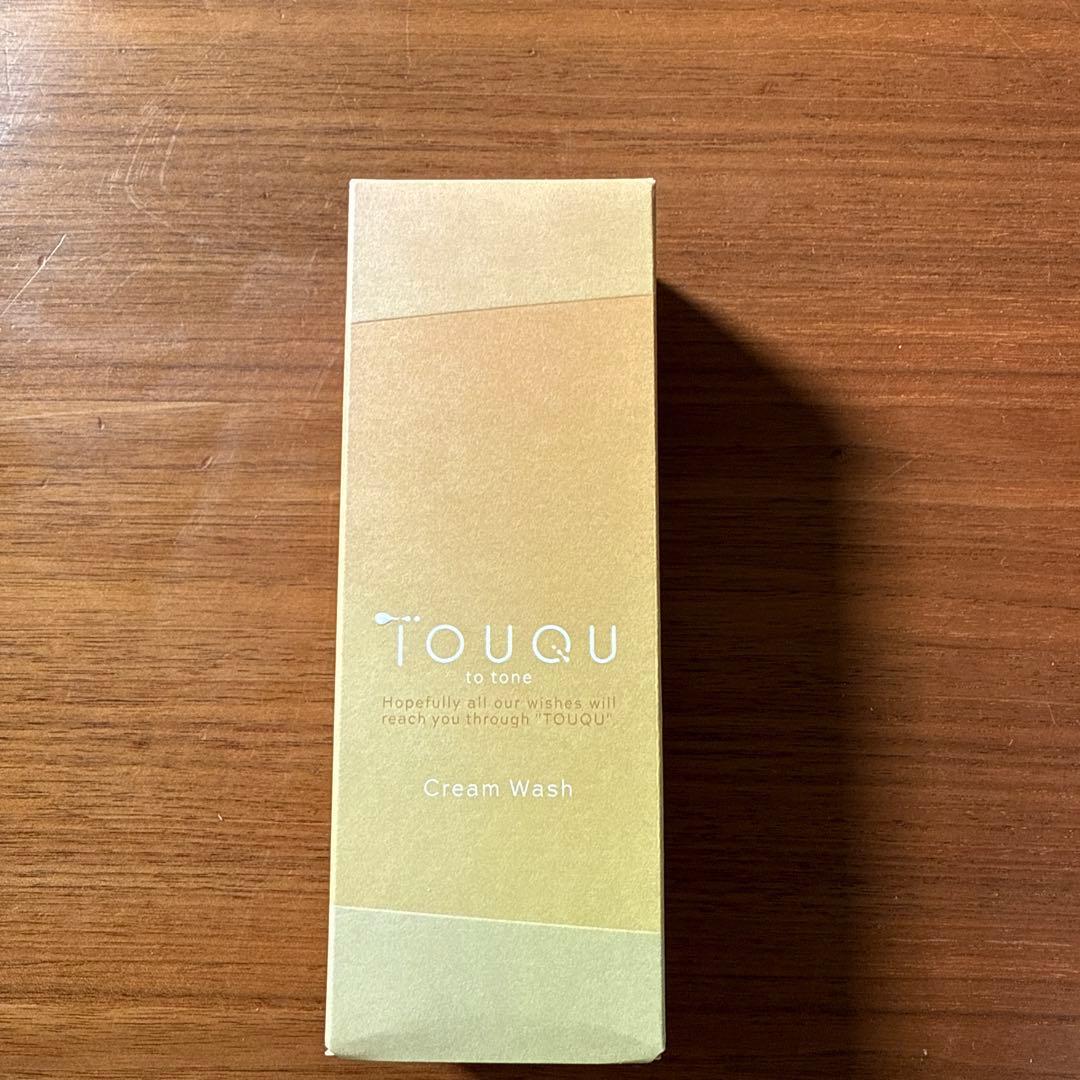 TOUQU
to tone
Hopefully all our wishes will
reach you through "TOUQU".
Cream Wash